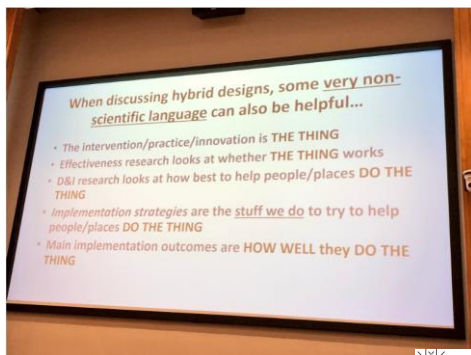 When discussing hybrid designs, some very non-
scientific language can also be helpful...
• The intervention/practice/innovation is THE THING
• Effectiveness research looks at whether THE THING works
• D&I research looks at how best to help people/places DO THE
THING
• Implementation strategies are the stuff we do to try to help
people/places DO THE THING
• Main implementation outcomes are HOW WELL they DO THE
THING